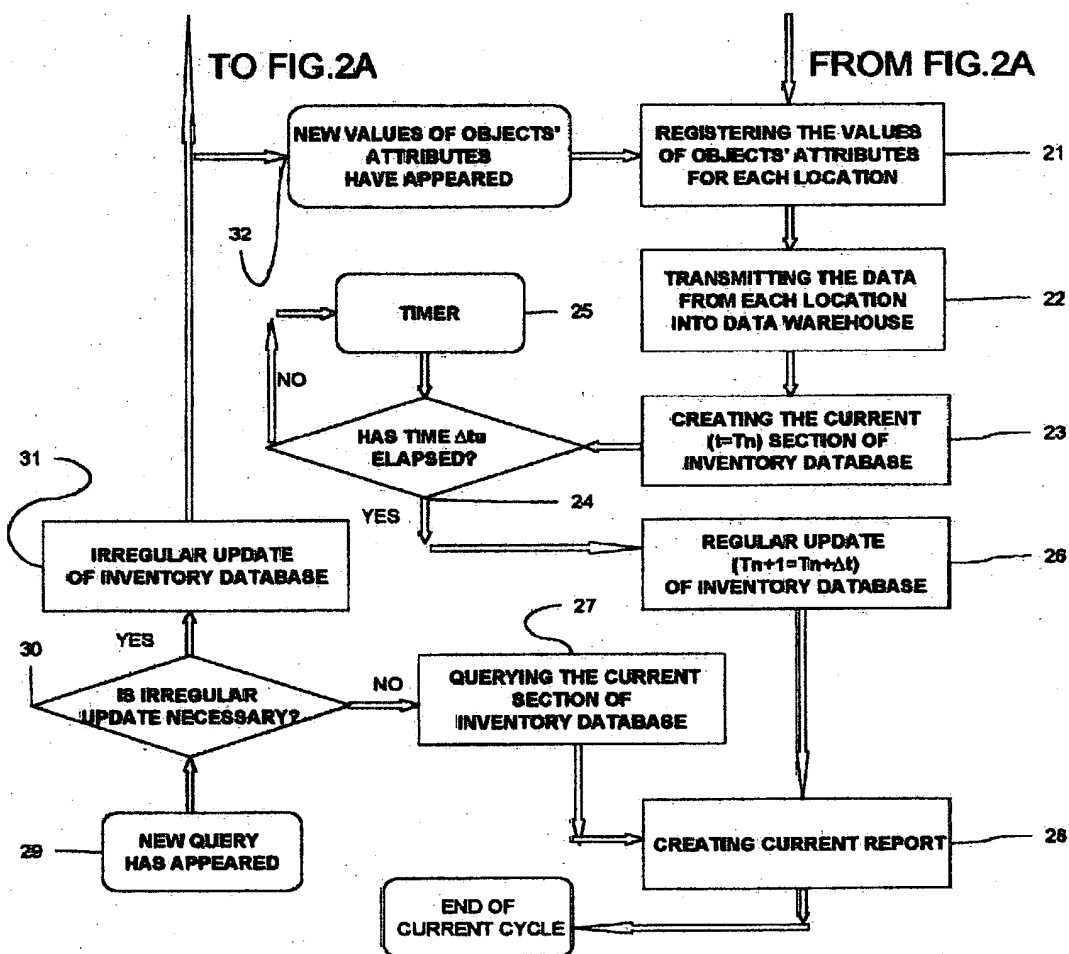 TO FIG.2A
FROM FIG.2A
NEW VALUES OF OBJECTS'
ATTRIBUTES
HAVE APPEARED
REGISTERING THE VALUES
OF OBJECTS' ATTRIBUTES
FOR EACH LOCATION
21
32
TRANSMITTING THE DATA
FROM EACH LOCATION
INTO DATA WAREHOUSE
22
TIMER
25
NO
HAS TIME Δtu
ELAPSED?
CREATING THE CURRENT
(t=Tn) SECTION OF
INVENTORY DATABASE
23
24
YES
31
IRREGULAR UPDATE
OF INVENTORY DATABASE
REGULAR UPDATE
(Tn+1=Tn+Δt)
OF INVENTORY DATABASE
26
27
30
YES
IS IRREGULAR
UPDATE NECESSARY?
NO
QUERYING THE CURRENT
SECTION OF
INVENTORY DATABASE
29
NEW QUERY
HAS APPEARED
CREATING CURRENT REPORT
28
END OF
CURRENT CYCLE